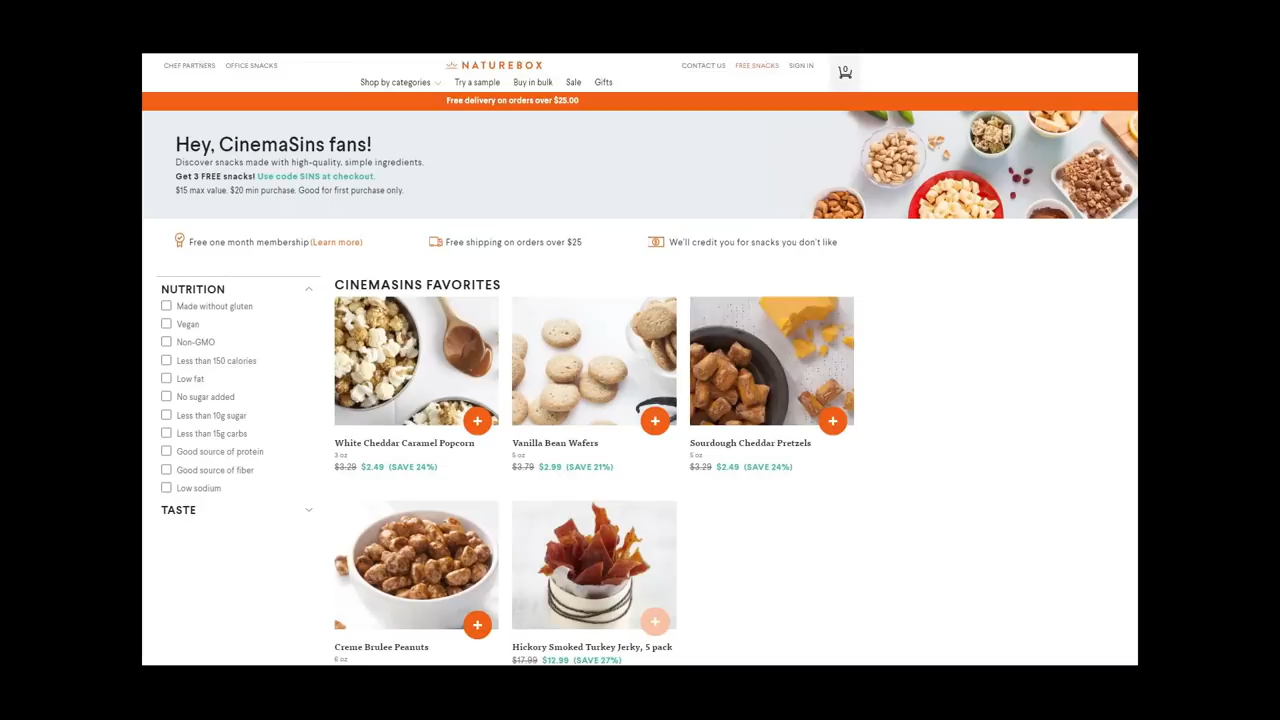 CHEF PARTNERS OFFICE SNACKS NATUREBOX CONTACT US FREE SNACKS SIGN IN 0
Shop by categories Try a sample Buy in bulk Sale Gifts
Free delivery on orders over $25.00
Hey, CinemaSins fans!
Discover snacks made with high-quality, simple ingredients.
Get 3 FREE snacks! Use code SINS at checkout.
$15 max value. $20 min purchase. Good for first purchase only.
Free one month membership (Learn more) Free shipping on orders over $25 We'll credit you for snacks you don't like
NUTRITION
Made without gluten
Vegan
Non-GMO
Less than 150 calories
Low fat
No sugar added
Less than 10g sugar
Less than 15g carbs
Good source of protein
Good source of fiber
Low sodium
TASTE
CINEMASINS FAVORITES
White Cheddar Caramel Popcorn
3 oz
$3.29 $2.49 (SAVE 24%)
Vanilla Bean Wafers
5 oz
$3.79 $2.99 (SAVE 21%)
Sourdough Cheddar Pretzels
5 oz
$3.29 $2.49 (SAVE 24%)
Creme Brulee Peanuts
6 oz
Hickory Smoked Turkey Jerky, 5 pack
$17.99 $12.99 (SAVE 27%)